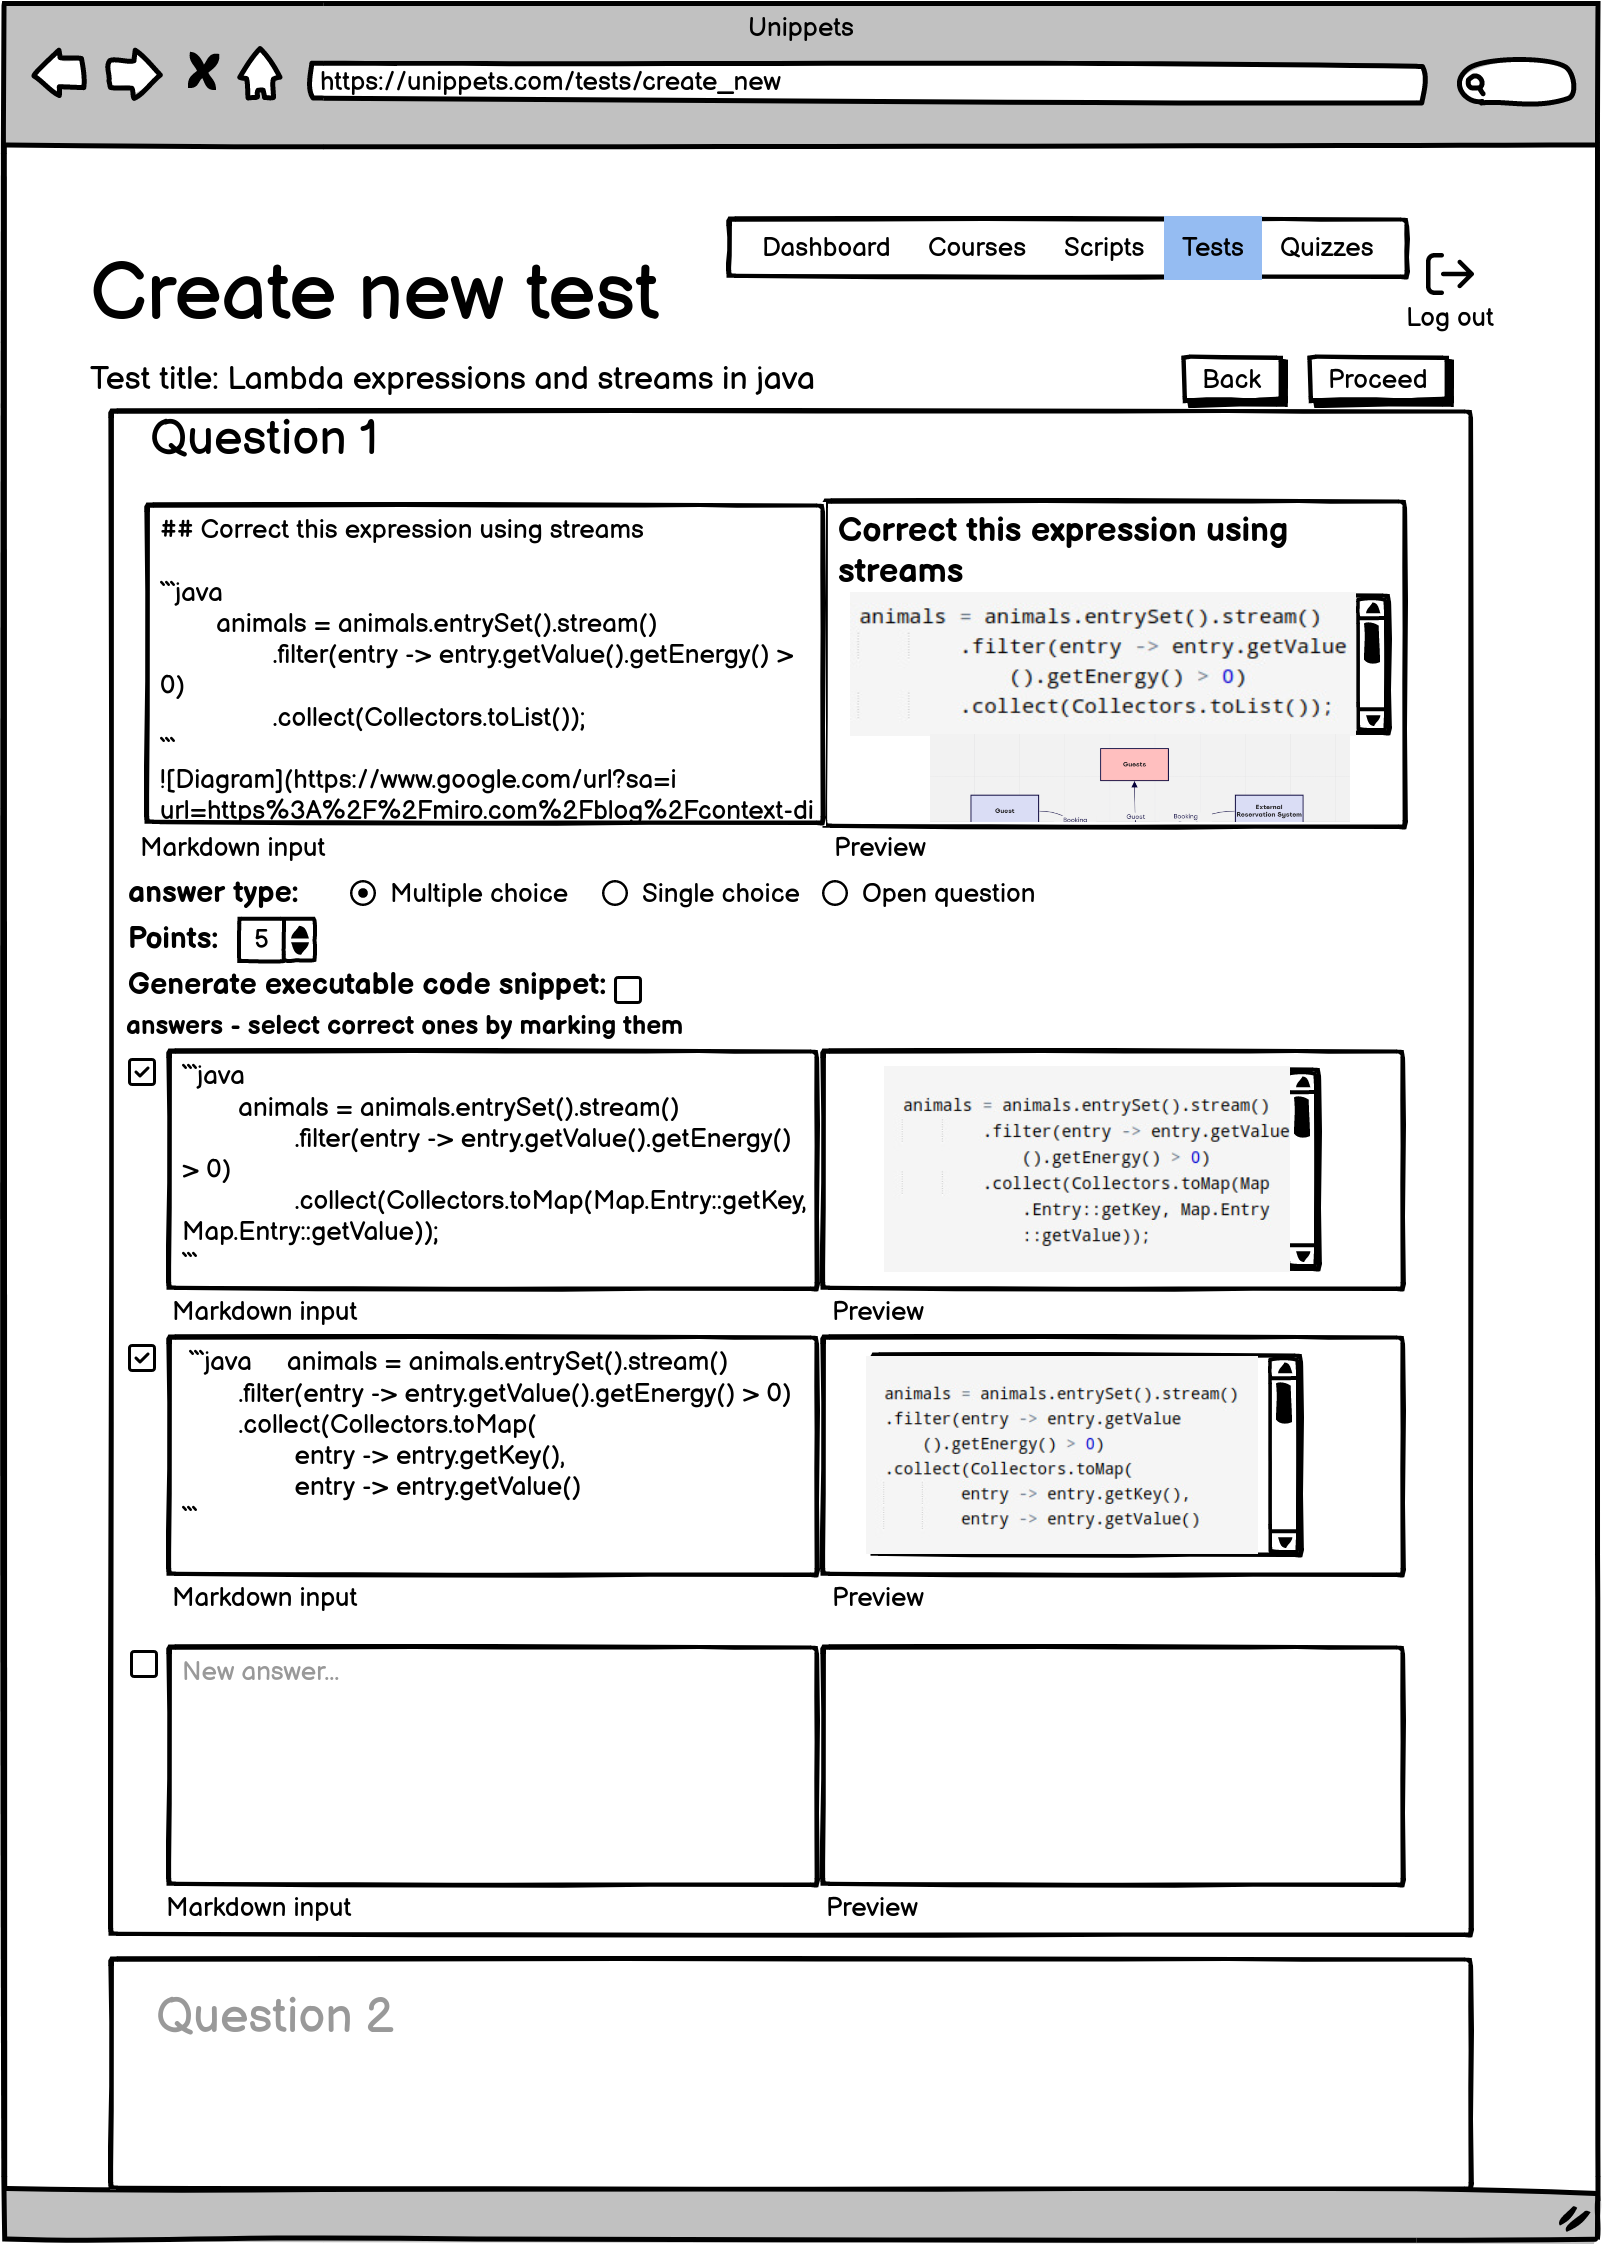 Unippets
https://unippets.com/tests/create_new
Dashboard Courses Scripts Tests Quizzes
Create new test
Log out
Test title: Lambda expressions and streams in java
Back Proceed
Question 1
## Correct this expression using streams
```java
animals = animals.entrySet().stream()
.filter(entry -> entry.getValue().getEnergy() >
0)
.collect(Collectors.toList());
```
![Diagram](https://www.google.com/url?sa=i
url=https%3A%2F%2Fmiro.com%2Fblog%2Fcontext-di
Markdown input
Correct this expression using
streams
animals = animals.entrySet().stream()
.filter(entry -> entry.getValue
().getEnergy() > 0)
.collect(Collectors.toList());
Guests
Guest
External
Reservation System
Booking
Guest
Booking
Preview
answer type: Multiple choice Single choice Open question
Points: 5
Generate executable code snippet:
answers - select correct ones by marking them
```java
animals = animals.entrySet().stream()
.filter(entry -> entry.getValue().getEnergy()
> 0)
.collect(Collectors.toMap(Map.Entry::getKey,
Map.Entry::getValue));
```
Markdown input
animals = animals.entrySet().stream()
.filter(entry -> entry.getValue
().getEnergy() > 0)
.collect(Collectors.toMap(Map
.Entry::getKey, Map.Entry
::getValue));
Preview
```java animals = animals.entrySet().stream()
.filter(entry -> entry.getValue().getEnergy() > 0)
.collect(Collectors.toMap(
entry -> entry.getKey(),
entry -> entry.getValue()
```
Markdown input
animals = animals.entrySet().stream()
.filter(entry -> entry.getValue
().getEnergy() > 0)
.collect(Collectors.toMap(
entry -> entry.getKey(),
entry -> entry.getValue()
Preview
New answer...
Markdown input
Preview
Question 2